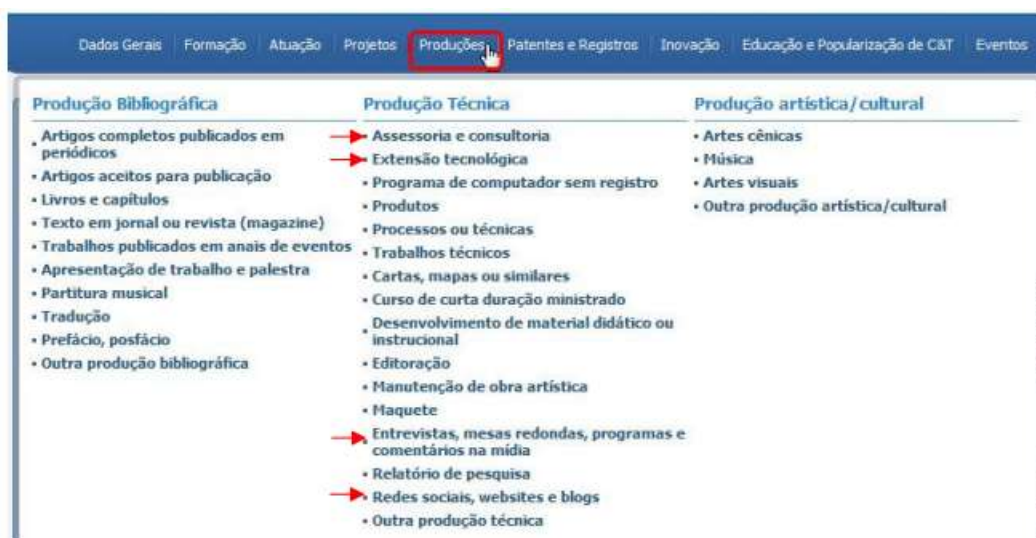 Dados Gerais Formação Atuação Projetos Produções Patentes e Registros Inovação Educação e Popularização de C&T Eventos
Produção Bibliográfica
• Artigos completos publicados em
periódicos
• Artigos aceitos para publicação
• Livros e capítulos
• Texto em jornal ou revista (magazine)
• Trabalhos publicados em anais de eventos
• Apresentação de trabalho e palestra
• Partitura musical
• Tradução
• Prefácio, posfácio
• Outra produção bibliográfica
Produção Técnica
• Assessoria e consultoria
• Extensão tecnológica
• Programa de computador sem registro
• Produtos
• Processos ou técnicas
• Trabalhos técnicos
• Cartas, mapas ou similares
• Curso de curta duração ministrado
• Desenvolvimento de material didático ou
instrucional
• Editoração
• Manutenção de obra artística
• Maquete
• Entrevistas, mesas redondas, programas e
comentários na mídia
• Relatório de pesquisa
• Redes sociais, websites e blogs
• Outra produção técnica
Produção artística/cultural
• Artes cênicas
• Música
• Artes visuais
• Outra produção artística/cultural